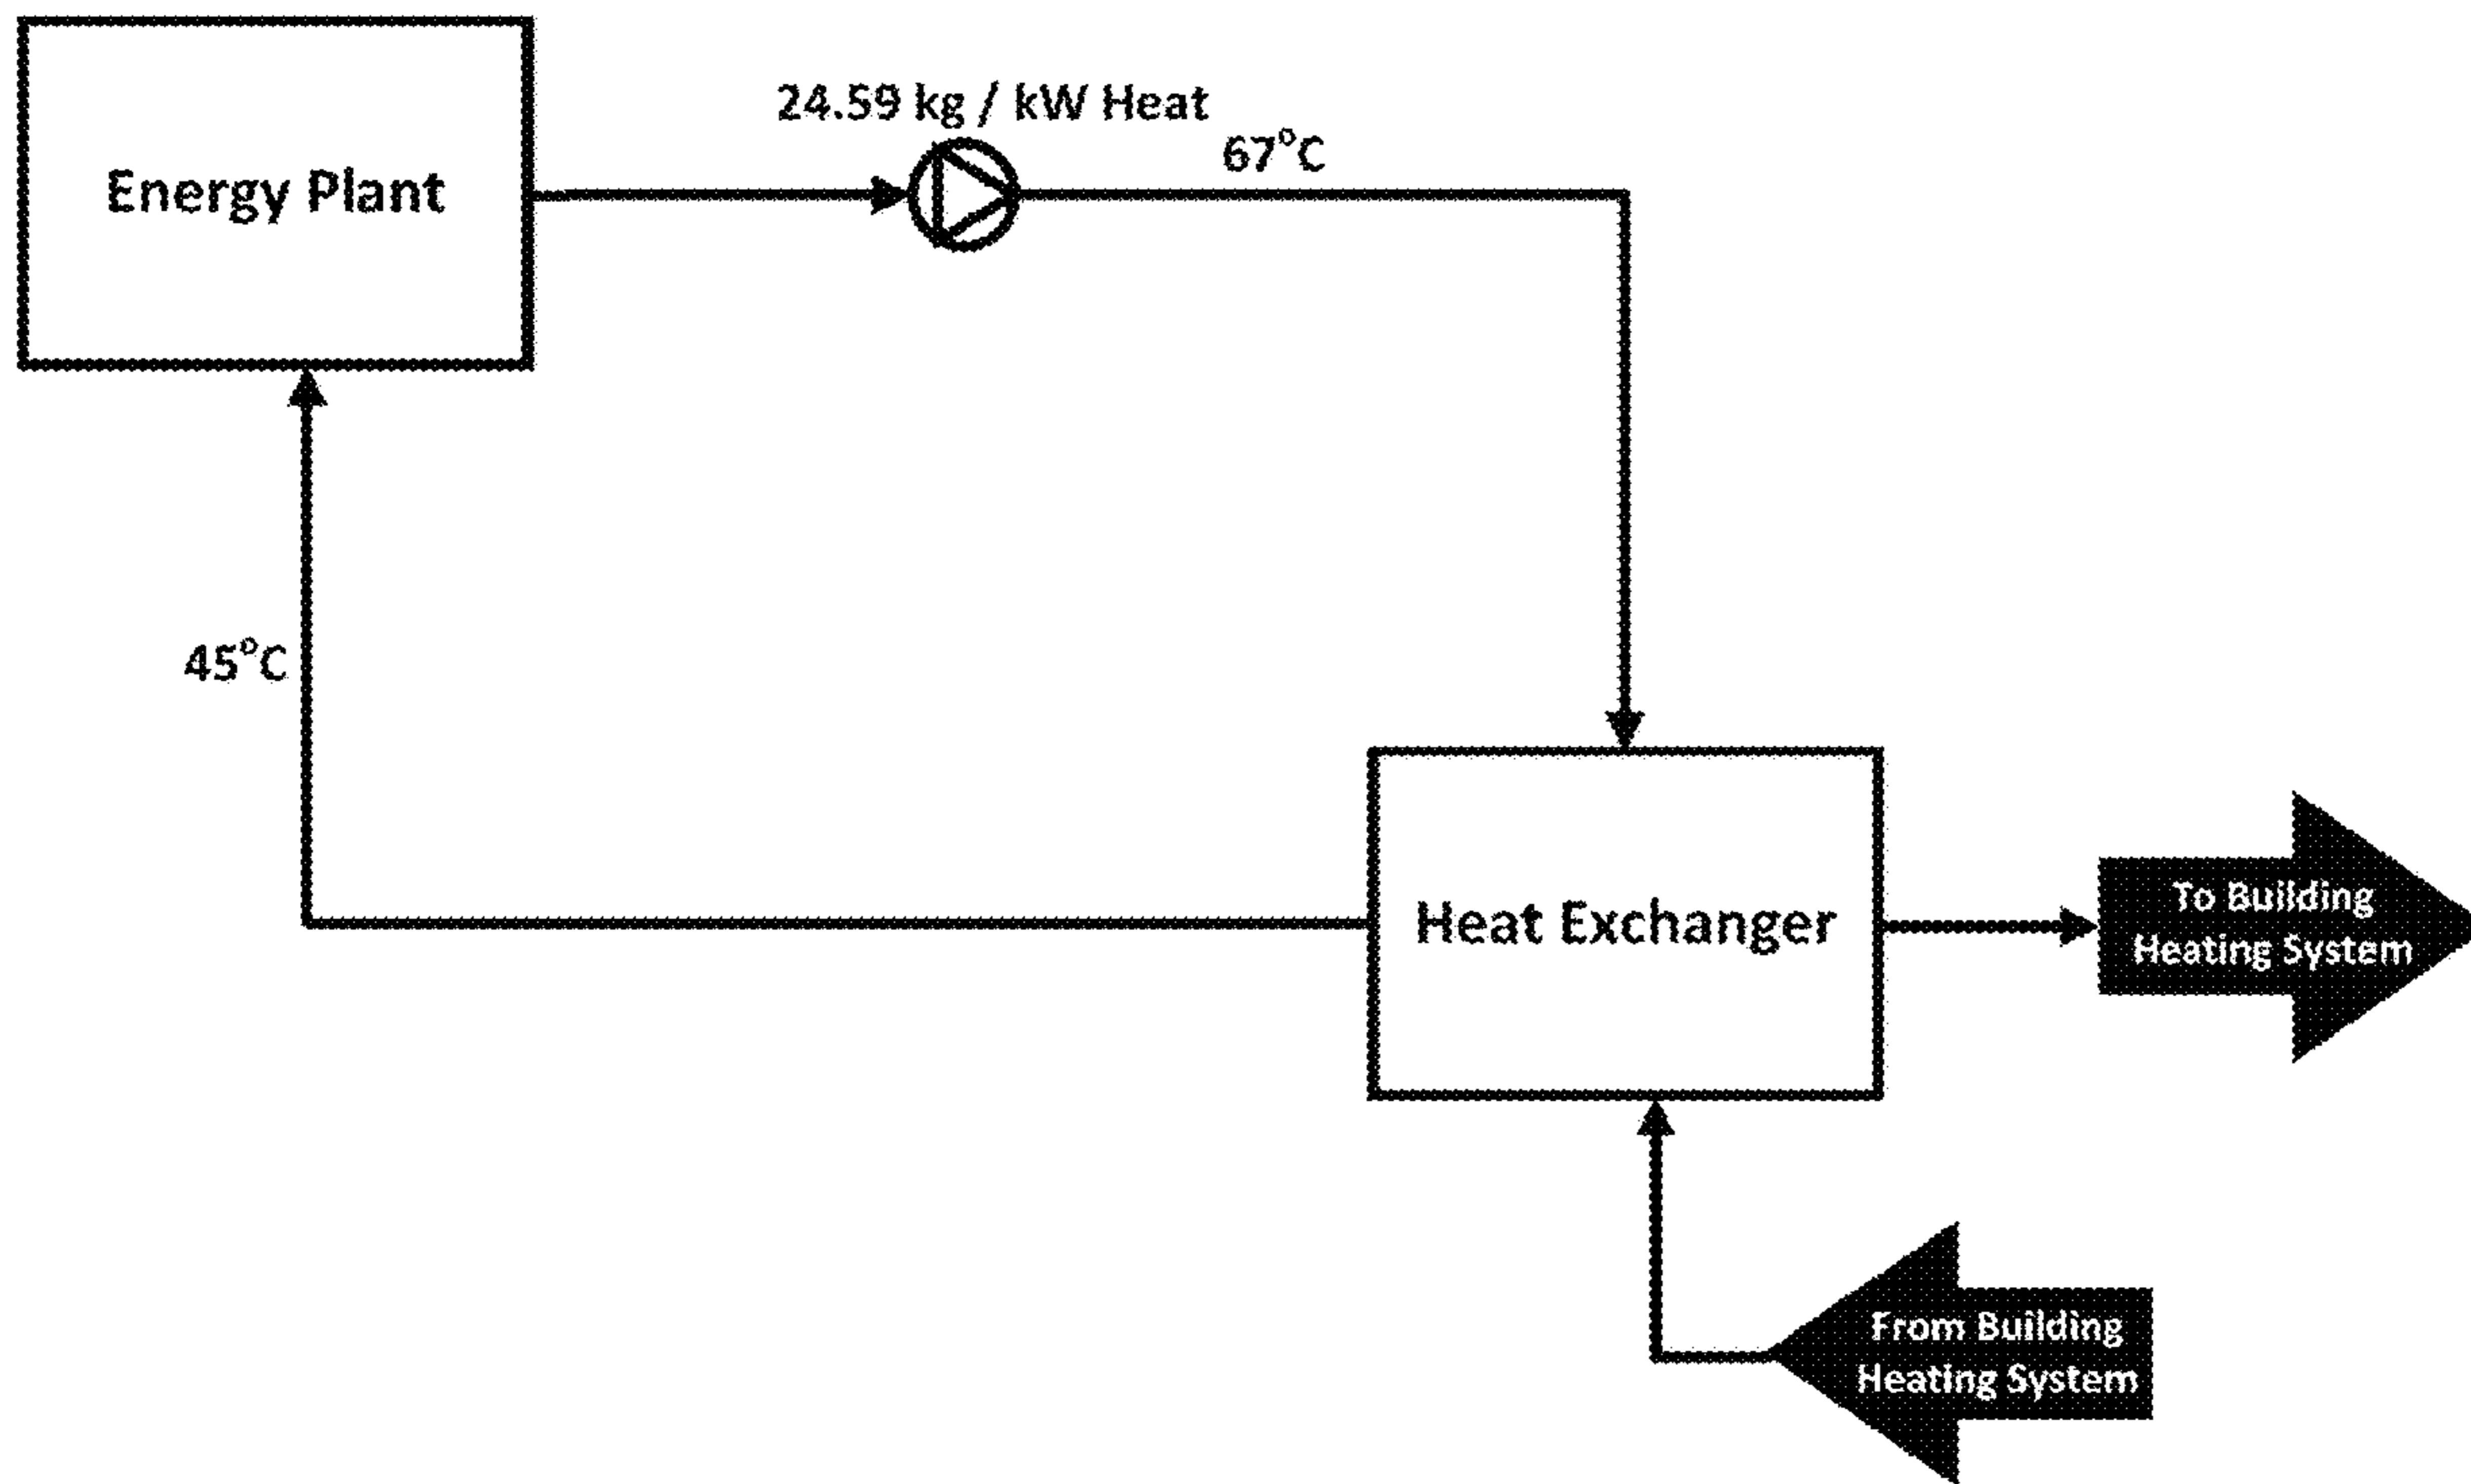 24.59 kg / kW Heat
67°C
Energy Plant
45°C
Heat Exchanger
To Building
Heating System
From Building
Heating System